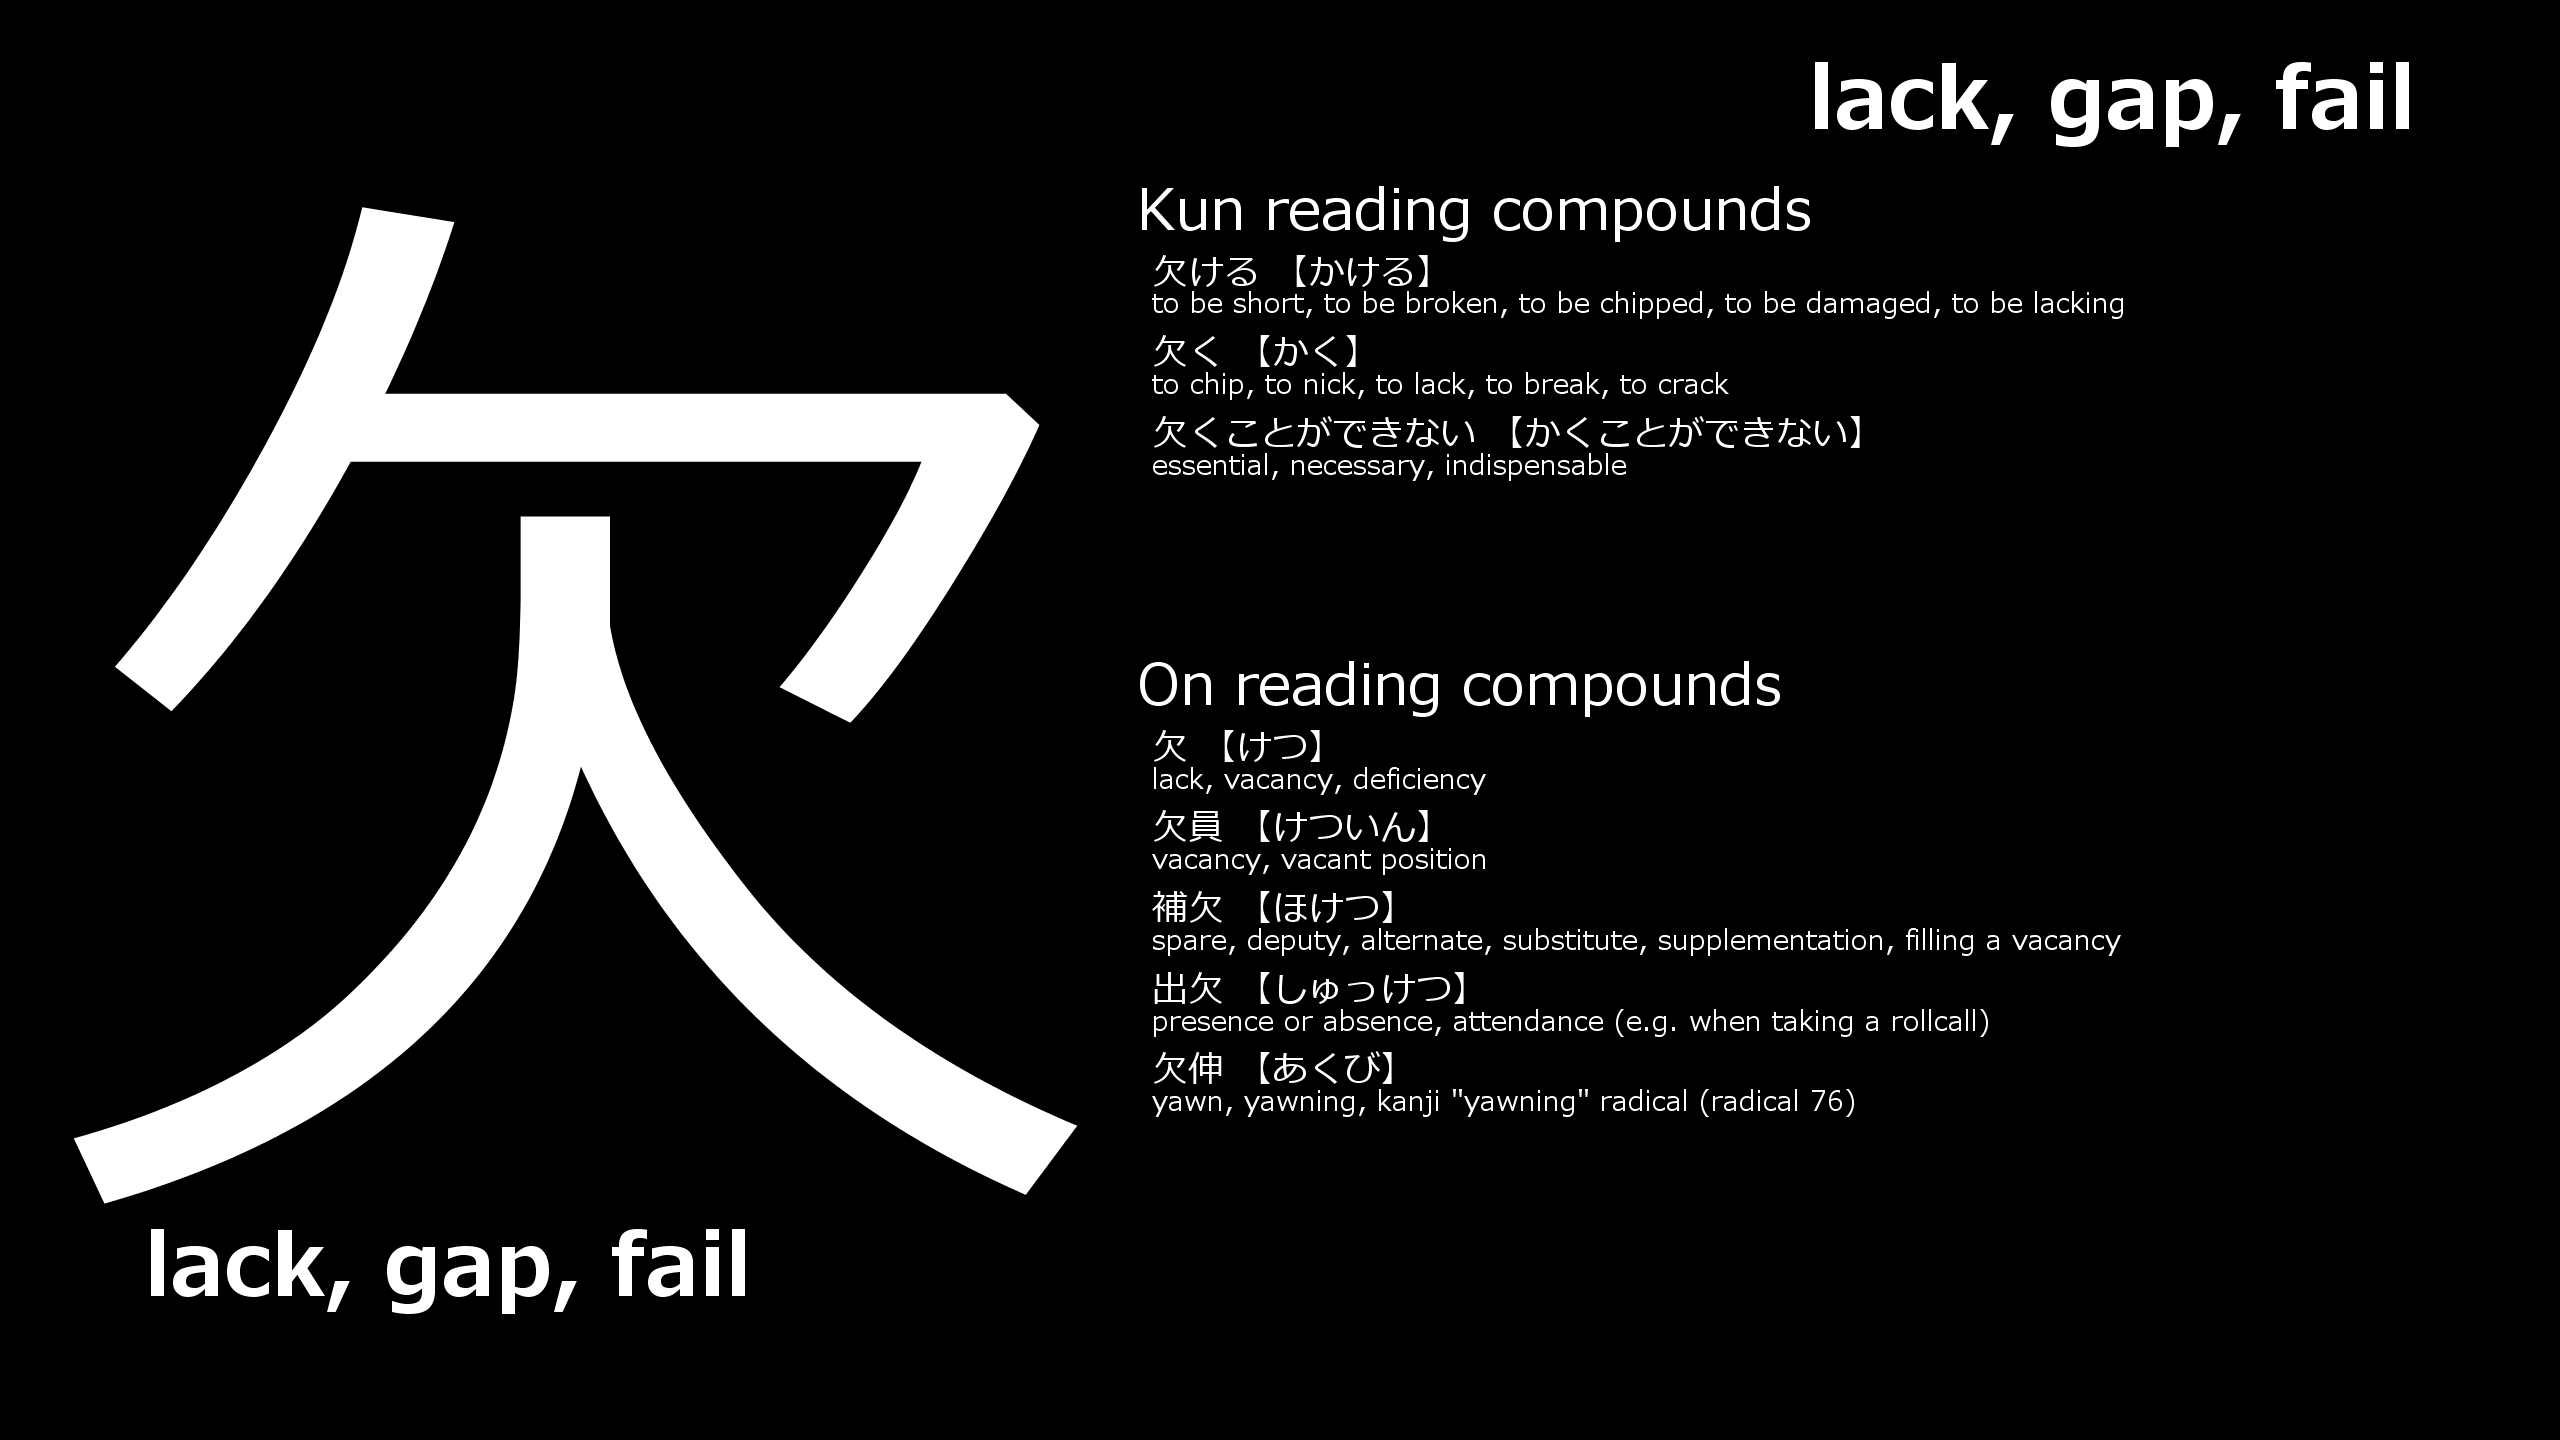 lack, gap, fail
欠
lack, gap, fail
Kun reading compounds
欠ける 【かける】
to be short, to be broken, to be chipped, to be damaged, to be lacking
欠く 【かく】
to chip, to nick, to lack, to break, to crack
欠くことができない 【かくことができない】
essential, necessary, indispensable
On reading compounds
欠 【けつ】
lack, vacancy, deficiency
欠員 【けついん】
vacancy, vacant position
補欠 【ほけつ】
spare, deputy, alternate, substitute, supplementation, filling a vacancy
出欠 【しゅっけつ】
presence or absence, attendance (e.g. when taking a rollcall)
欠伸 【あくび】
yawn, yawning, kanji "yawning" radical (radical 76)